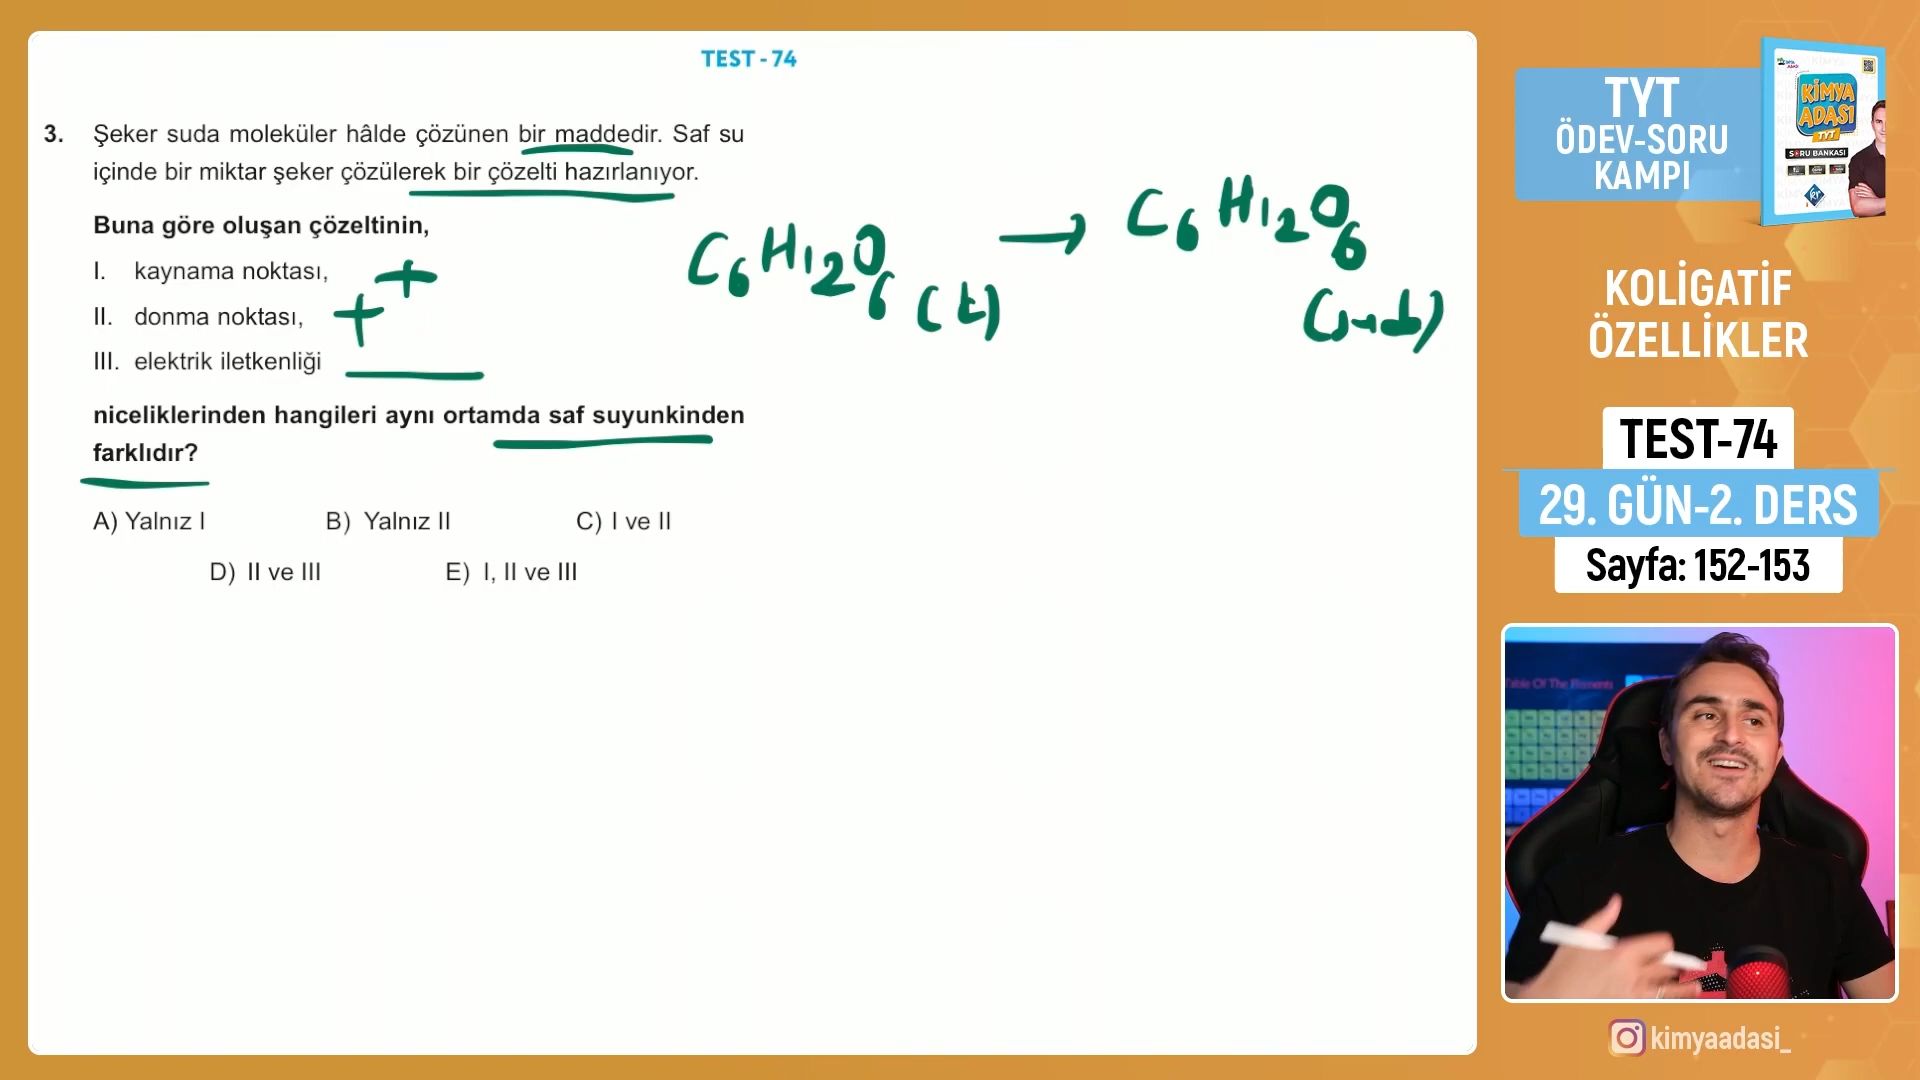 TEST - 74
3. Şeker suda moleküler hâlde çözünen bir maddedir. Saf su
içinde bir miktar şeker çözülerek bir çözelti hazırlanıyor.
Buna göre oluşan çözeltinin,
I. kaynama noktası, +
II. donma noktası, +
III. elektrik iletkenliği
niceliklerinden hangileri aynı ortamda saf suyunkinden
farklıdır?
A) Yalnız I B) Yalnız II C) I ve II
D) II ve III E) I, II ve III
C6H12O6 (k) → C6H12O6
(suda)
TYT
ÖDEV-SORU
KAMPI
KİMYA
ADASI
TYT
SORU BANKASI
KOLİGATİF
ÖZELLİKLER
TEST-74
29. GÜN-2. DERS
Sayfa: 152-153
Table Of The Elements
kimyaadasi_